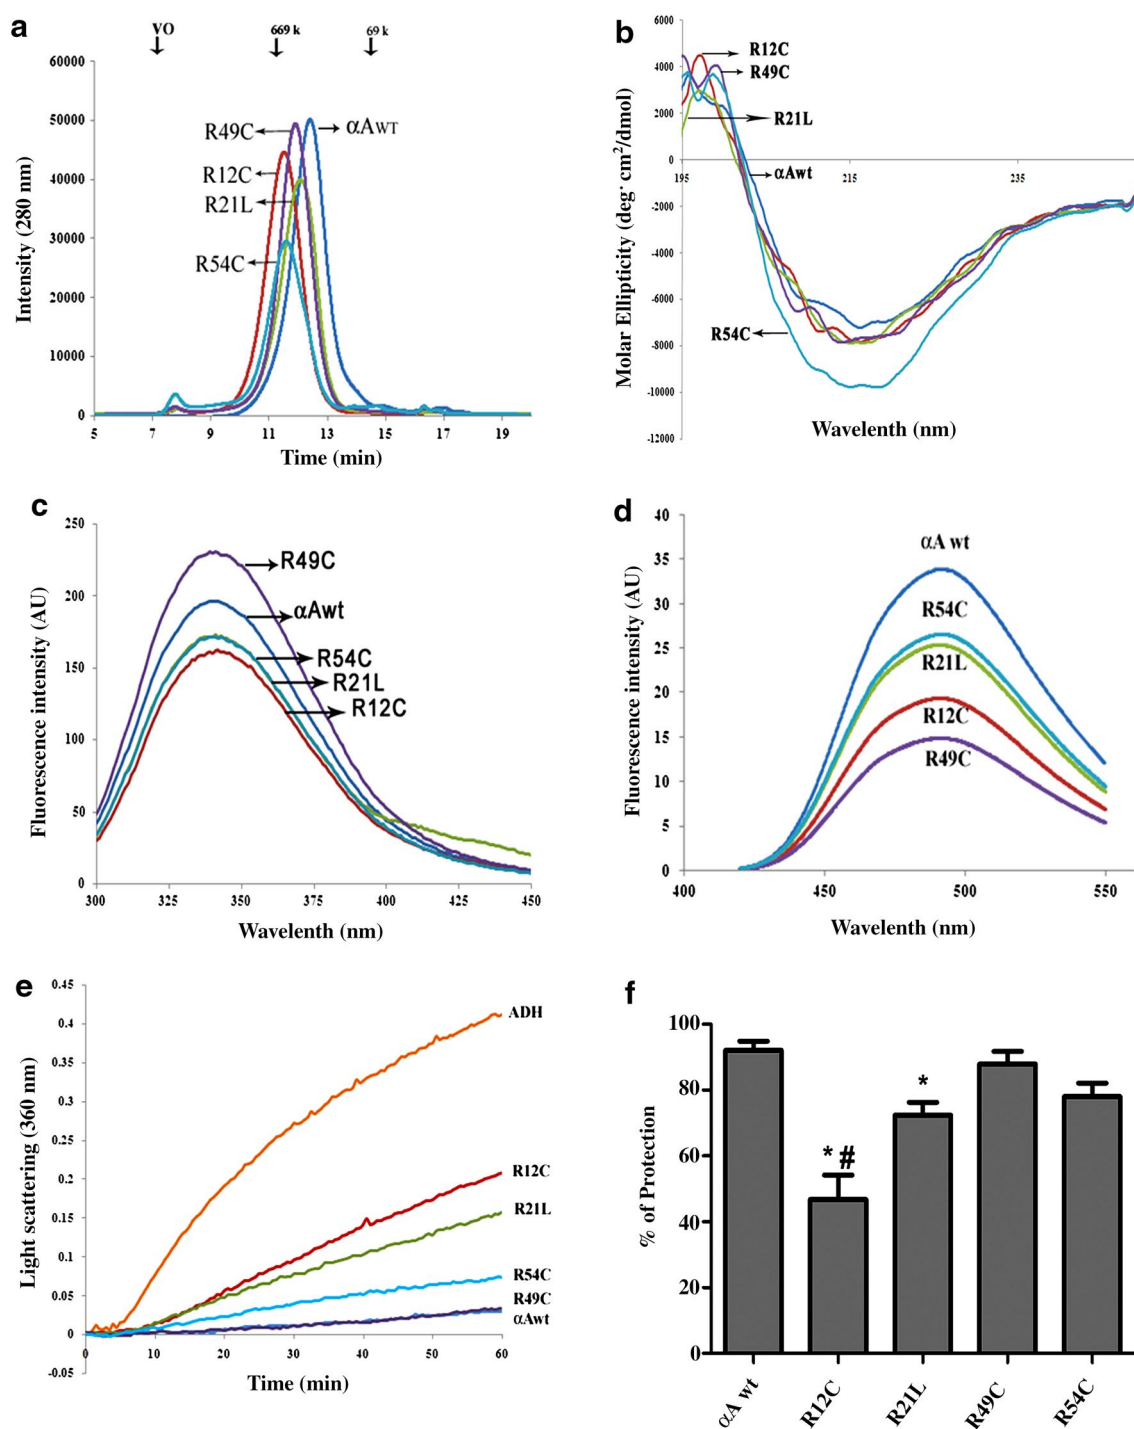 a
VO
669 k
69 k
60000
50000
40000
30000
20000
10000
0
Intensity (280 nm)
R49C
αAWT
R12C
R21L
R54C
5 7 9 11 13 15 17 19
Time (min)
b
6000
4000
2000
0
-2000
-4000
-6000
-8000
-10000
-12000
Molar Ellipticity (deg· cm²/dmol)
R12C
R49C
R21L
αAwt
R54C
195 215 235
Wavelenth (nm)
c
250
200
150
100
50
0
Fluorescence intensity (AU)
R49C
αAwt
R54C
R21L
R12C
300 325 350 375 400 425 450
Wavelenth (nm)
d
40
35
30
25
20
15
10
5
0
Fluorescence intensity (AU)
αA wt
R54C
R21L
R12C
R49C
400 450 500 550
Wavelenth (nm)
e
0.45
0.4
0.35
0.3
0.25
0.2
0.15
0.1
0.05
0
-0.05
Light scattering (360 nm)
ADH
R12C
R21L
R54C
R49C
αAwt
0 10 20 30 40 50 60
Time (min)
f
100
80
60
40
20
0
% of Protection
*#
*
αA wt
R12C
R21L
R49C
R54C